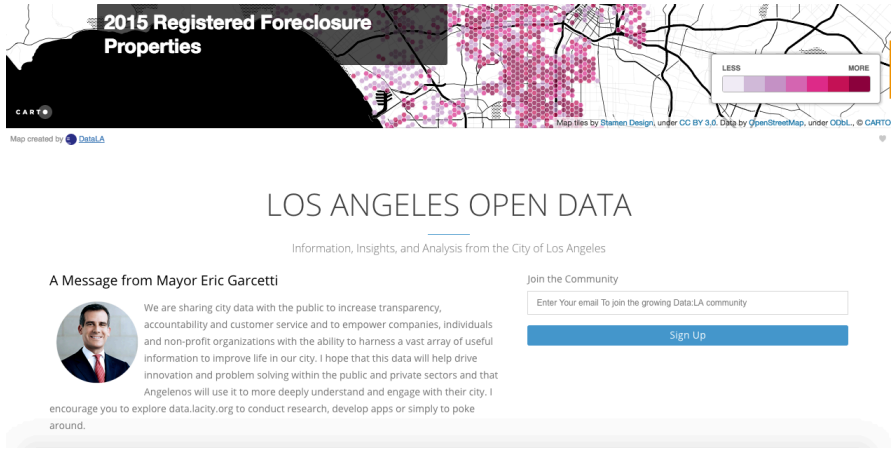 2015 Registered Foreclosure
Properties
LESS MORE
CARTO
Map tiles by Stamen Design, under CC BY 3.0. Data by OpenStreetMap, under ODbL., © CARTO
Map created by DataLA
LOS ANGELES OPEN DATA
Information, Insights, and Analysis from the City of Los Angeles
A Message from Mayor Eric Garcetti
We are sharing city data with the public to increase transparency,
accountability and customer service and to empower companies, individuals
and non-profit organizations with the ability to harness a vast array of useful
information to improve life in our city. I hope that this data will help drive
innovation and problem solving within the public and private sectors and that
Angelenos will use it to more deeply understand and engage with their city. I
encourage you to explore data.lacity.org to conduct research, develop apps or simply to poke
around.
Join the Community
Enter Your email To join the growing Data:LA community
Sign Up